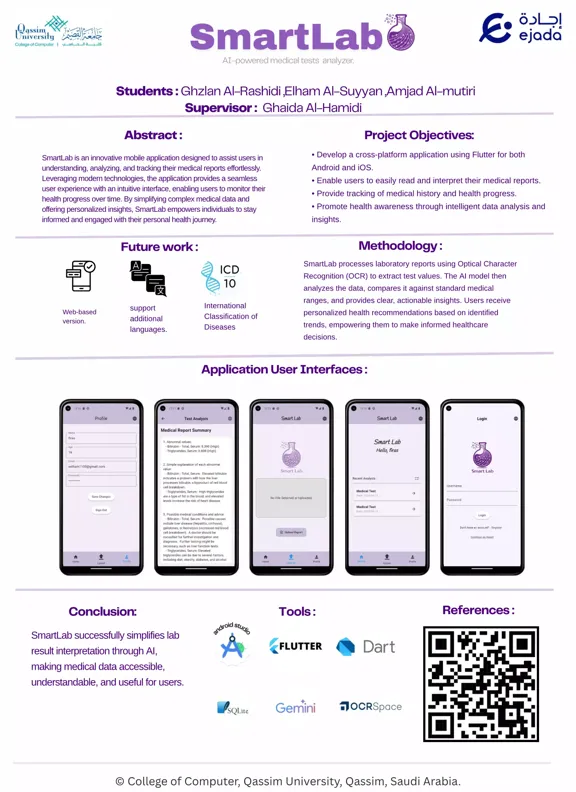 Qassim University
جامعة القصيم
College of Computer | كلية الحاسب
SmartLab
AI-powered medical tests analyzer.
إجادة
ejada
Students : Ghzlan Al-Rashidi ,Elham Al-Suyyan ,Amjad Al-mutiri
Supervisor : Ghaida Al-Hamidi
Abstract :
SmartLab is an innovative mobile application designed to assist users in
understanding, analyzing, and tracking their medical reports effortlessly.
Leveraging modern technologies, the application provides a seamless
user experience with an intuitive interface, enabling users to monitor their
health progress over time. By simplifying complex medical data and
offering personalized insights, SmartLab empowers individuals to stay
informed and engaged with their personal health journey.
Project Objectives:
• Develop a cross-platform application using Flutter for both
Android and iOS.
• Enable users to easily read and interpret their medical reports.
• Provide tracking of medical history and health progress.
• Promote health awareness through intelligent data analysis and
insights.
Future work :
Web-based
version.
support
additional
languages.
ICD
10
International
Classification of
Diseases
Methodology :
SmartLab processes laboratory reports using Optical Character
Recognition (OCR) to extract test values. The AI model then
analyzes the data, compares it against standard medical
ranges, and provides clear, actionable insights. Users receive
personalized health recommendations based on identified
trends, empowering them to make informed healthcare
decisions.
Application User Interfaces :
Profile
Save Changes
Sign Out
Test Analysis
Medical Report Summary
1. Abnormal values:
Smart Lab
Smart Lab
Upload Report
Smart Lab
Smart Lab
Hello, firas
Recent Analysis :
Medical Test
Medical Test
Login
Smart Lab
Password
Login
Conclusion:
SmartLab successfully simplifies lab
result interpretation through AI,
making medical data accessible,
understandable, and useful for users.
Tools :
android studio
FLUTTER
Dart
SQLite
Gemini
OCRSpace
References :
© College of Computer, Qassim University, Qassim, Saudi Arabia.